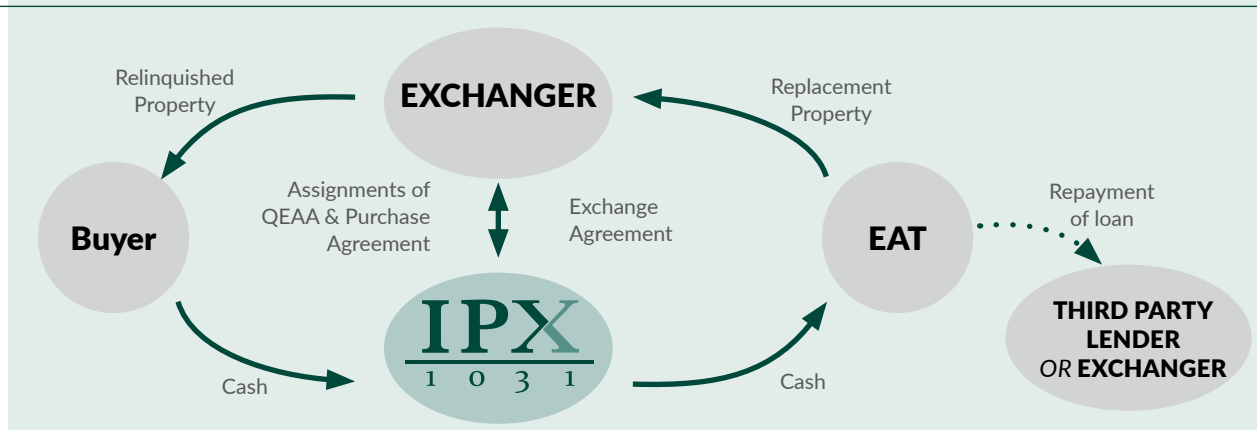 Relinquished
Property
EXCHANGER
Replacement
Property
Assignments of
QEAA & Purchase
Agreement
Exchange
Agreement
Repayment
of loan
Buyer
EAT
IPX
1 0 3 1
THIRD PARTY
LENDER
OR EXCHANGER
Cash
Cash